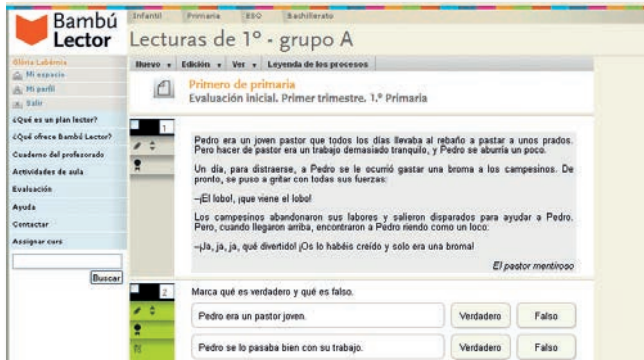 Bambú
Lector
Infantil Primaria ESO Bachillerato
Lecturas de 1º - grupo A
Glòria Labèrnia
Mi espacio
Mi perfil
Salir
¿Qué es un plan lector?
¿Qué ofrece Bambú Lector?
Cuaderno del profesorado
Actividades de aula
Evaluación
Ayuda
Contactar
Assignar curs
Buscar
Nuevo Edición Ver Leyenda de los procesos
Primero de primaria
Evaluación inicial. Primer trimestre. 1.º Primaria
1
Pedro era un joven pastor que todos los días llevaba al rebaño a pastar a unos prados.
Pero hacer de pastor era un trabajo demasiado tranquilo, y Pedro se aburría un poco.
Un día, para distraerse, a Pedro se le ocurrió gastar una broma a los campesinos. De
pronto, se puso a gritar con todas sus fuerzas:
–¡El lobo!, ¡que viene el lobo!
Los campesinos abandonaron sus labores y salieron disparados para ayudar a Pedro.
Pero, cuando llegaron arriba, encontraron a Pedro riendo como un loco:
–¡Ja, ja, ja, qué divertido! ¡Os lo habéis creído y solo era una broma!
El pastor mentiroso
2
Marca qué es verdadero y qué es falso.
Pedro era un pastor joven. Verdadero Falso
Pedro se lo pasaba bien con su trabajo. Verdadero Falso